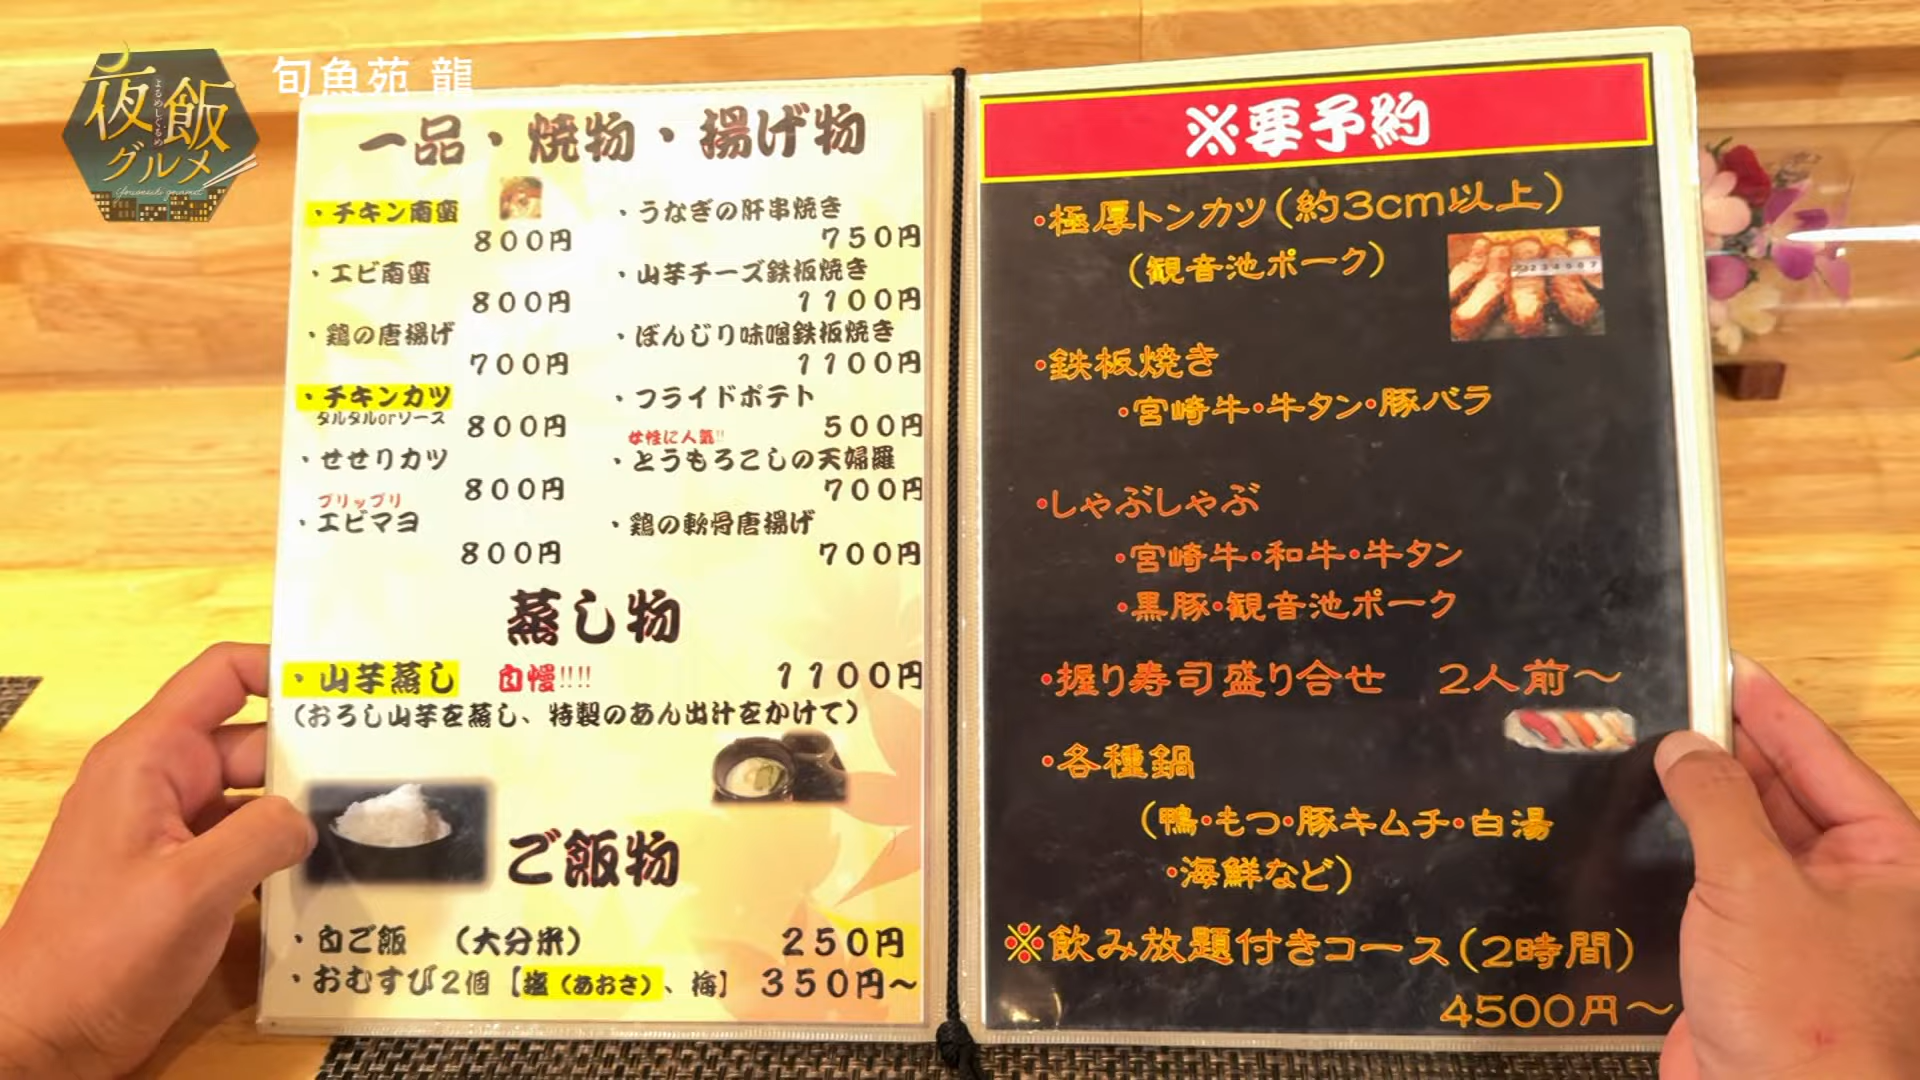 夜飯
よるめしぐるめ
グルメ
旬魚苑 龍
一品・焼物・揚げ物
・チキン南蛮
800円
・エビ南蛮
800円
・鶏の唐揚げ
700円
・チキンカツ
タルタルorソース
800円
・せせりカツ
800円
プリップリ
・エビマヨ
800円
・うなぎの肝串焼き
750円
・山芋チーズ鉄板焼き
1100円
・ぼんじり味噌鉄板焼き
1100円
・フライドポテト
500円
女性に人気!!
・とうもろこしの天婦羅
700円
・鶏の軟骨唐揚げ
700円
蒸し物
・山芋蒸し 自慢!!!! 1100円
（おろし山芋を蒸し、特製のあん出汁をかけて）
ご飯物
・白ご飯 （大分米） 250円
・おむすび2個【塩（あおさ）、梅】 350円～
※要予約
・極厚トンカツ（約3cm以上）
（観音池ポーク）
・鉄板焼き
・宮崎牛・牛タン・豚バラ
・しゃぶしゃぶ
・宮崎牛・和牛・牛タン
・黒豚・観音池ポーク
・握り寿司盛り合せ 2人前～
・各種鍋
（鴨・もつ・豚キムチ・白湯
・海鮮など）
※飲み放題付きコース（2時間）
4500円～